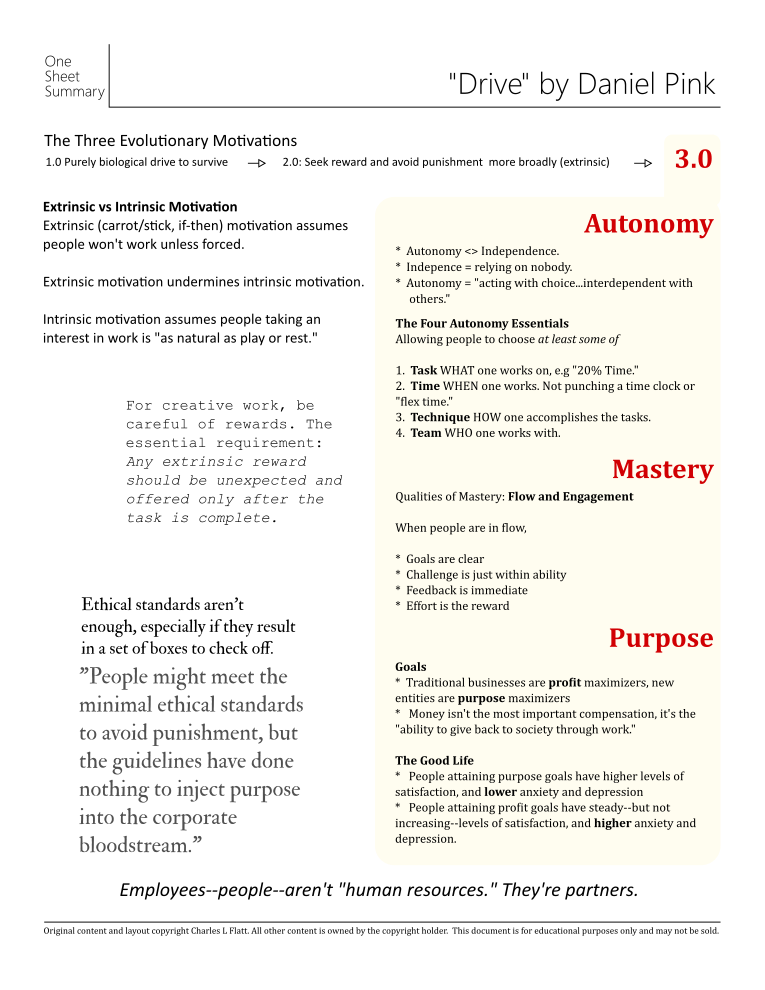 One
Sheet
Summary
"Drive" by Daniel Pink
The Three Evolutionary Motivations
1.0 Purely biological drive to survive
2.0: Seek reward and avoid punishment more broadly (extrinsic)
3.0
Extrinsic vs Intrinsic Motivation
Extrinsic (carrot/stick, if-then) motivation assumes
people won't work unless forced.
Extrinsic motivation undermines intrinsic motivation.
Intrinsic motivation assumes people taking an
interest in work is "as natural as play or rest."
For creative work, be
careful of rewards. The
essential requirement:
Any extrinsic reward
should be unexpected and
offered only after the
task is complete.
Ethical standards aren't
enough, especially if they result
in a set of boxes to check off.
"People might meet the
minimal ethical standards
to avoid punishment, but
the guidelines have done
nothing to inject purpose
into the corporate
bloodstream."
Autonomy
* Autonomy <> Independence.
* Indepence = relying on nobody.
* Autonomy = "acting with choice...interdependent with
others."
The Four Autonomy Essentials
Allowing people to choose at least some of
1. Task WHAT one works on, e.g "20% Time."
2. Time WHEN one works. Not punching a time clock or
"flex time."
3. Technique HOW one accomplishes the tasks.
4. Team WHO one works with.
Mastery
Qualities of Mastery: Flow and Engagement
When people are in flow,
* Goals are clear
* Challenge is just within ability
* Feedback is immediate
* Effort is the reward
Purpose
Goals
* Traditional businesses are profit maximizers, new
entities are purpose maximizers
* Money isn't the most important compensation, it's the
"ability to give back to society through work."
The Good Life
* People attaining purpose goals have higher levels of
satisfaction, and lower anxiety and depression
* People attaining profit goals have steady--but not
increasing--levels of satisfaction, and higher anxiety and
depression.
Employees--people--aren't "human resources." They're partners.
Original content and layout copyright Charles L Flatt. All other content is owned by the copyright holder. This document is for educational purposes only and may not be sold.